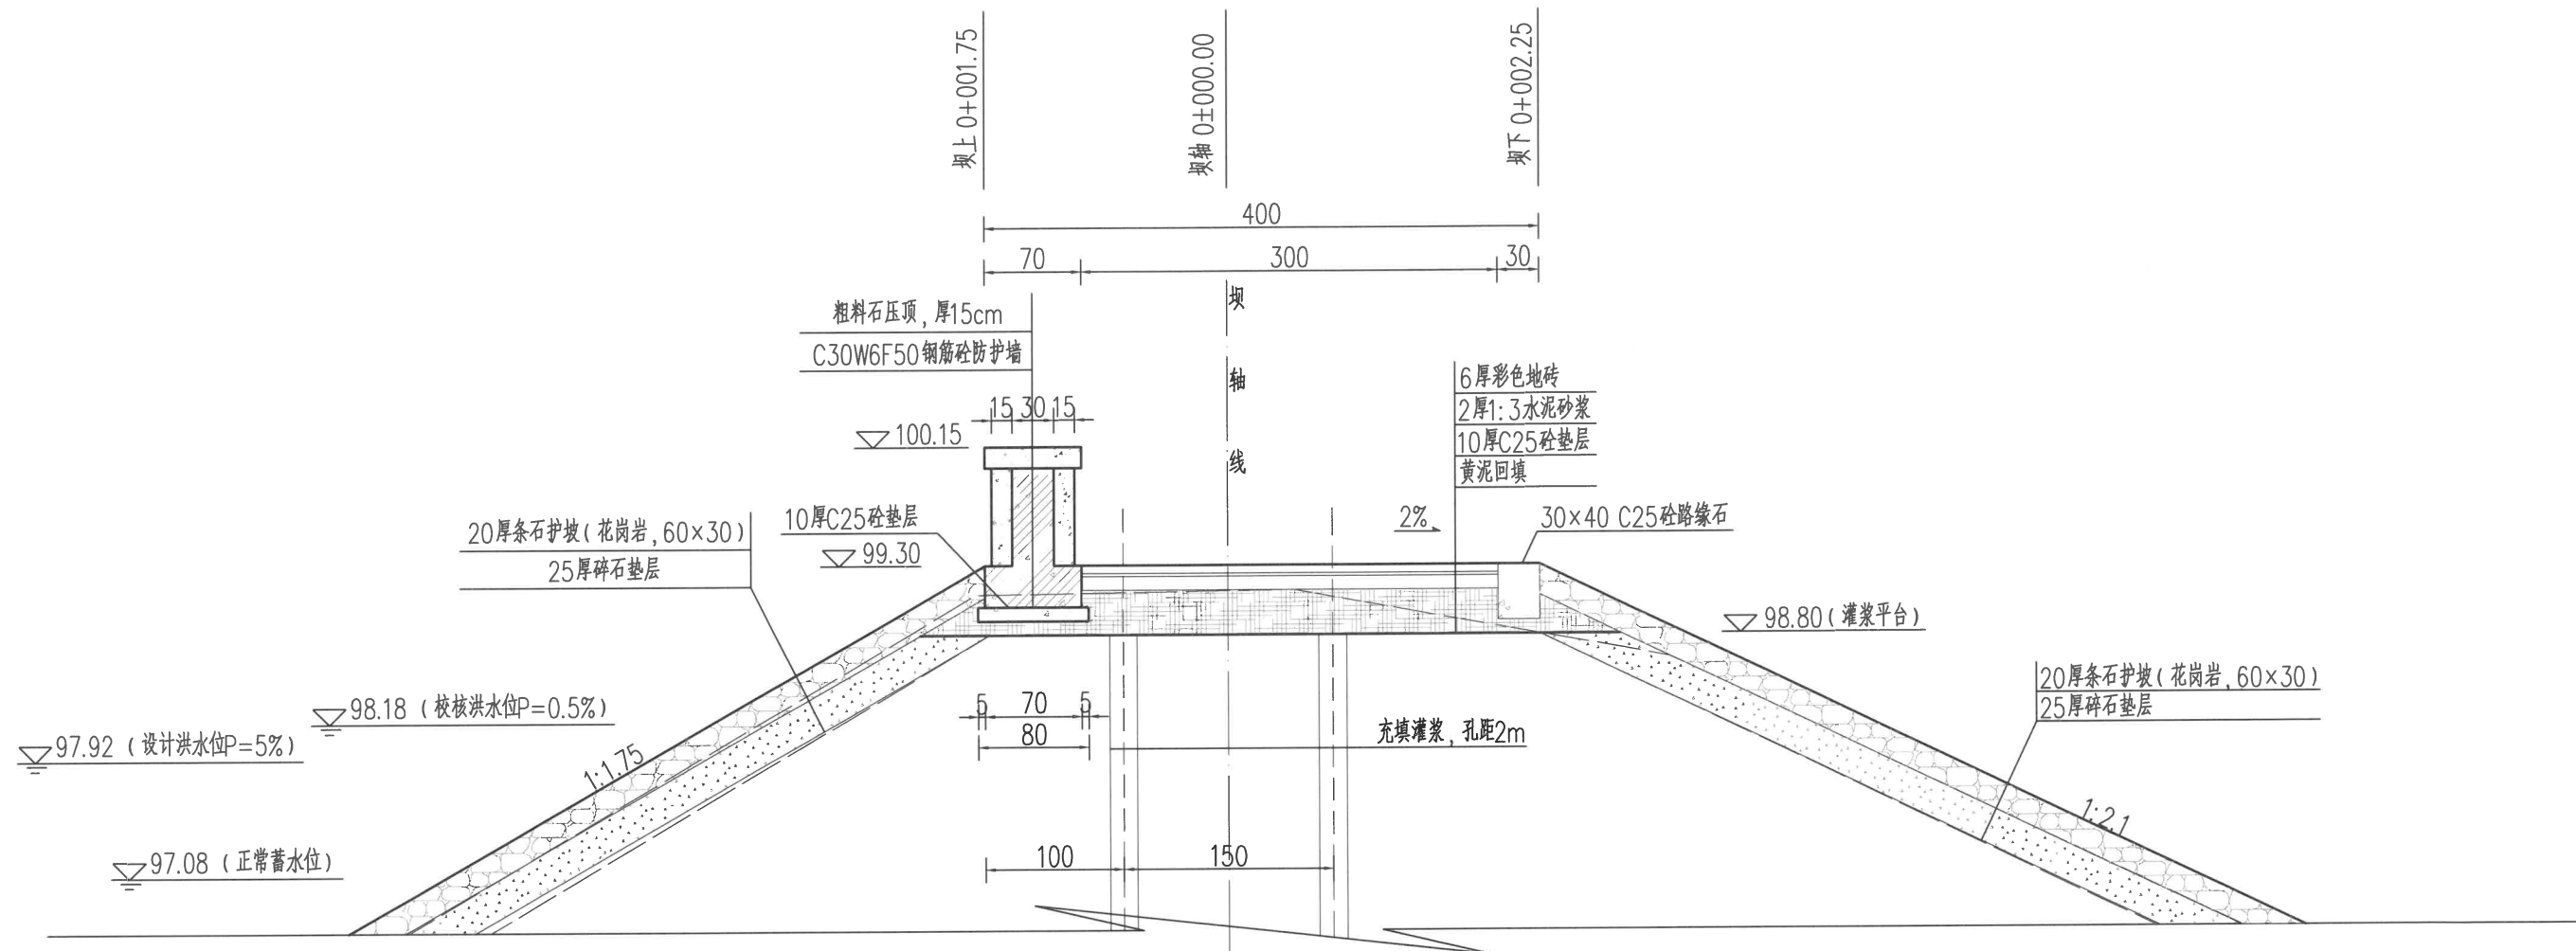 坝上 0+001.75
坝轴 0±000.00
坝下 0+002.25
400
70
300
30
坝轴线
粗料石压顶,厚15cm
C30W6F50钢筋砼防护墙
15 30 15
100.15
6厚彩色地砖
2厚1:3水泥砂浆
10厚C25砼垫层
黄泥回填
20厚条石护坡(花岗岩,60×30)
25厚碎石垫层
10厚C25砼垫层
99.30
2%
30×40 C25砼路缘石
98.80(灌浆平台)
98.18 (校核洪水位P=0.5%)
97.92 (设计洪水位P=5%)
1:1.75
5 70 5
80
充填灌浆,孔距2m
20厚条石护坡(花岗岩,60×30)
25厚碎石垫层
1:2.1
97.08 (正常蓄水位)
100
150